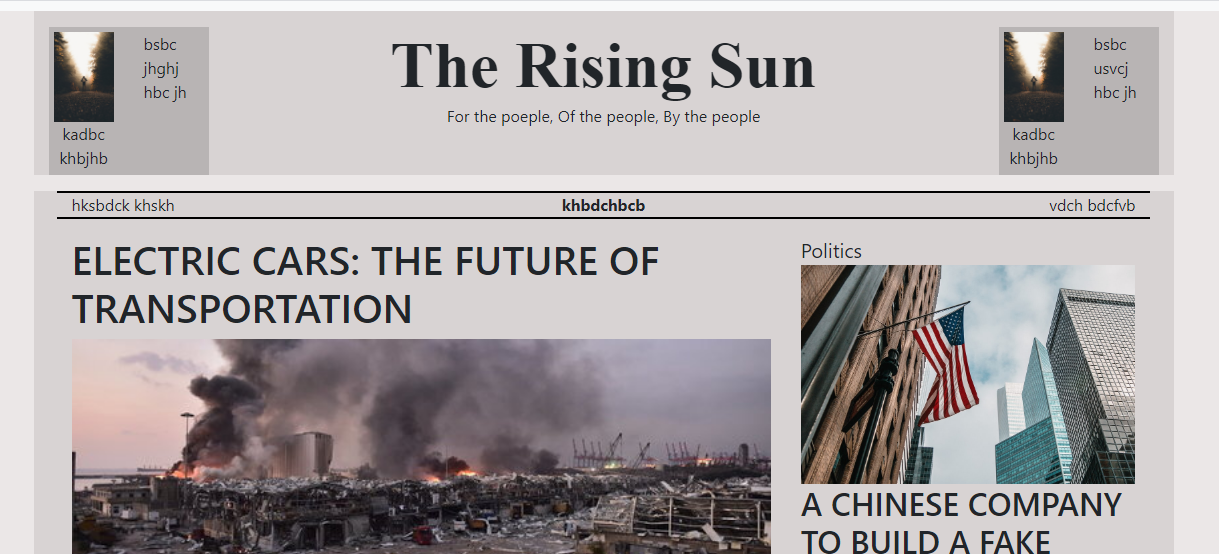 bsbc
jhghj
hbc jh
kadbc
khbjhb
The Rising Sun
For the poeple, Of the people, By the people
bsbc
usvcj
hbc jh
kadbc
khbjhb
hksbdck khskh
khbdchbcb
vdch bdcfvb
ELECTRIC CARS: THE FUTURE OF
TRANSPORTATION
Politics
A CHINESE COMPANY
TO BUILD A FAKE